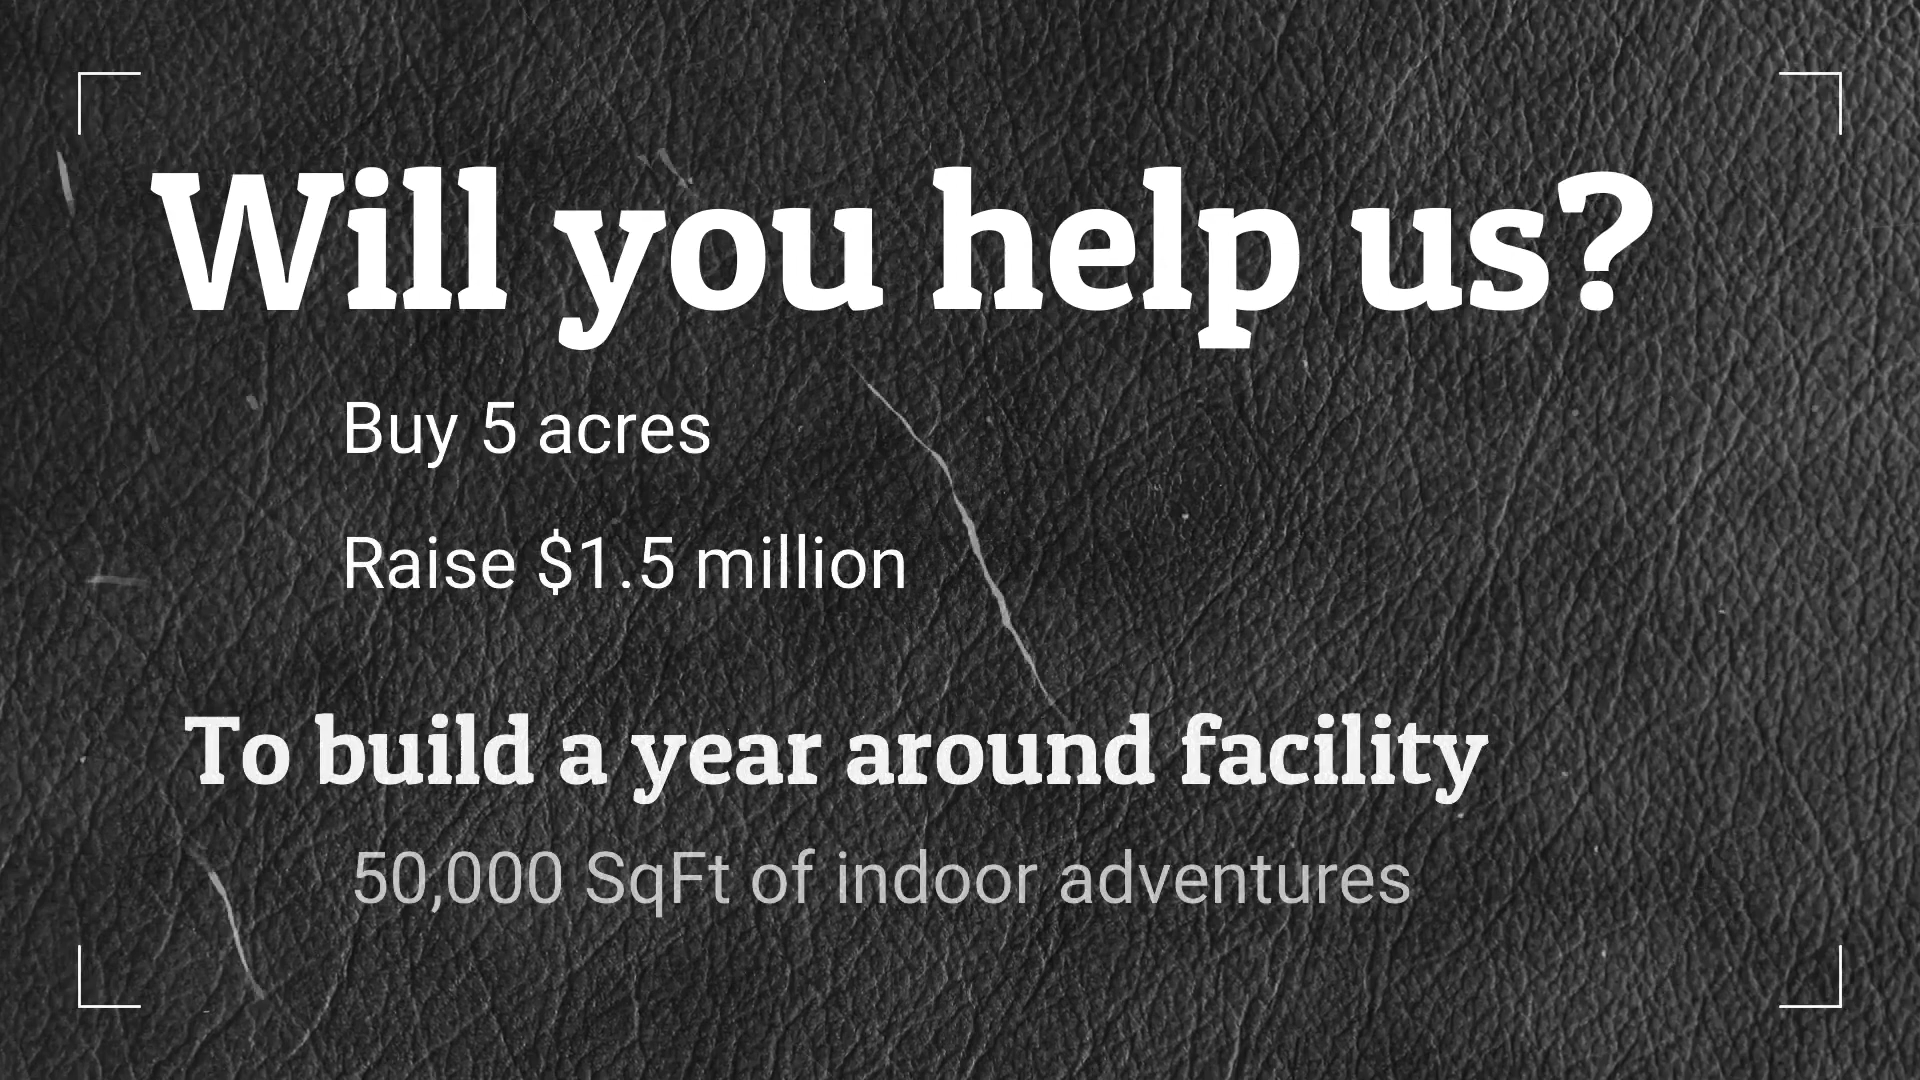 Will you help us?
Buy 5 acres
Raise $1.5 million
To build a year around facility
50,000 SqFt of indoor adventures